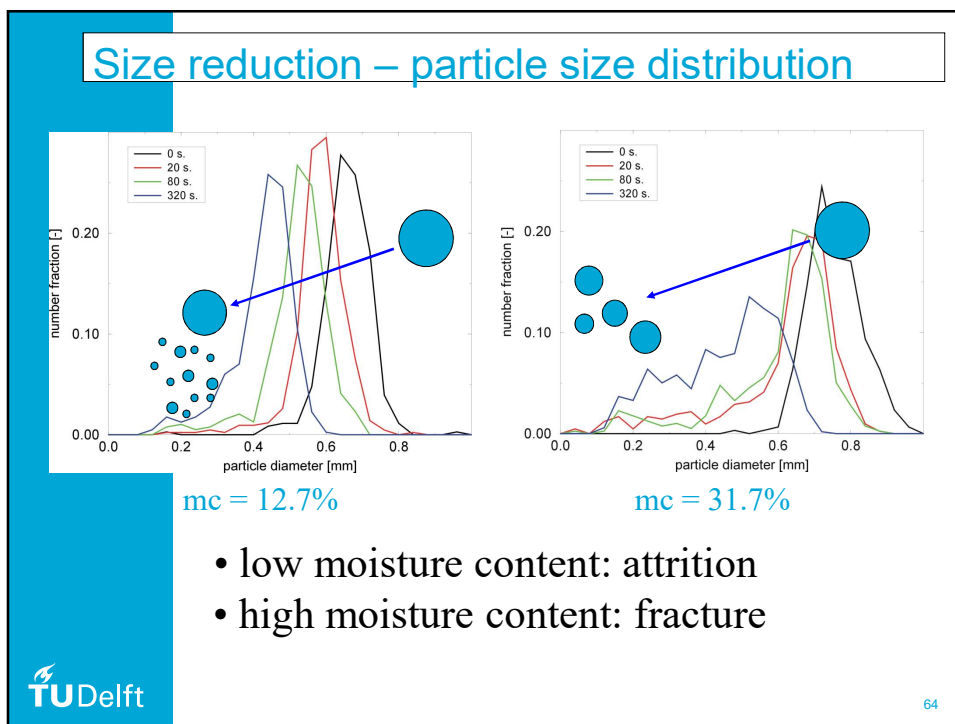 Size reduction – particle size distribution
0 s.
20 s.
80 s.
320 s.
0.20
0.10
0.00
number fraction [-]
0.0 0.2 0.4 0.6 0.8
particle diameter [mm]
mc = 12.7%
0 s.
20 s.
80 s.
320 s.
0.20
0.10
0.00
number fraction [-]
0.0 0.2 0.4 0.6 0.8
particle diameter [mm]
mc = 31.7%
• low moisture content: attrition
• high moisture content: fracture
TUDelft
64